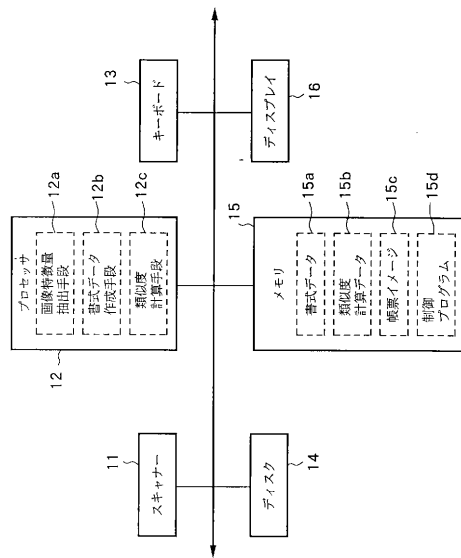 11
スキャナー
12
プロセッサ
画像特徴量
抽出手段
12a
書式データ
作成手段
12b
類似度
計算手段
12c
13
キーボード
ディスク
14
15
メモリ
書式データ
15a
類似度
計算データ
15b
帳票イメージ
15c
制御
プログラム
15d
ディスプレイ
16